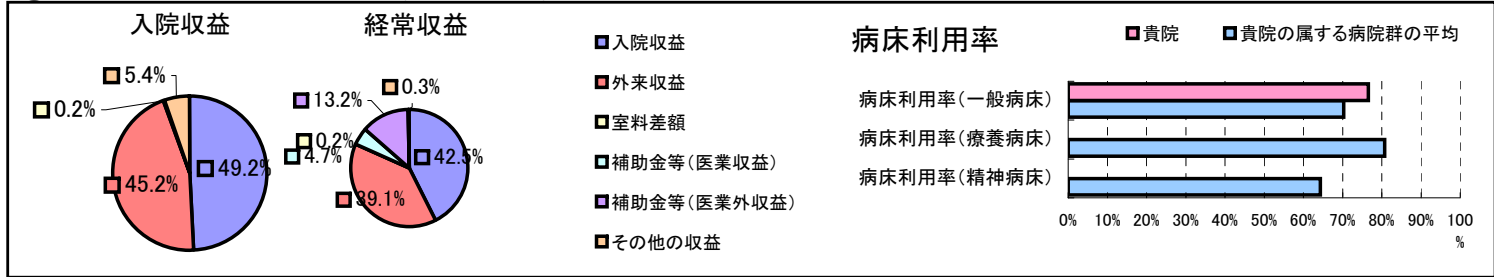 入院収益
5.4%
0.2%
45.2%
49.2%
経常収益
0.3%
13.2%
0.2%
4.7%
42.5%
39.1%
入院収益
外来収益
室料差額
補助金等(医業収益)
補助金等(医業外収益)
その他の収益
病床利用率
貴院
貴院の属する病院群の平均
病床利用率(一般病床)
病床利用率(療養病床)
病床利用率(精神病床)
0% 10% 20% 30% 40% 50% 60% 70% 80% 90% 100
%